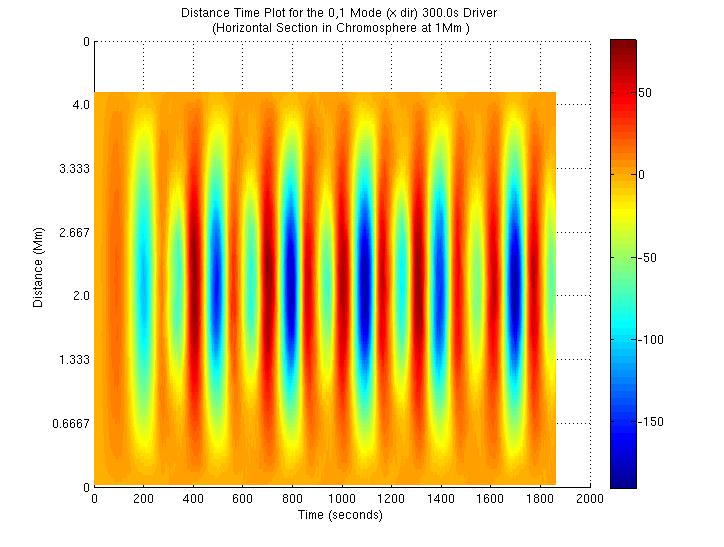 Distance Time Plot for the 0,1 Mode (x dir) 300.0s Driver
(Horizontal Section in Chromosphere at 1Mm )
0
4.0
3.333
2.667
2.0
1.333
0.6667
0
Distance (Mm)
0 200 400 600 800 1000 1200 1400 1600 1800 2000
Time (seconds)
50
0
-50
-100
-150